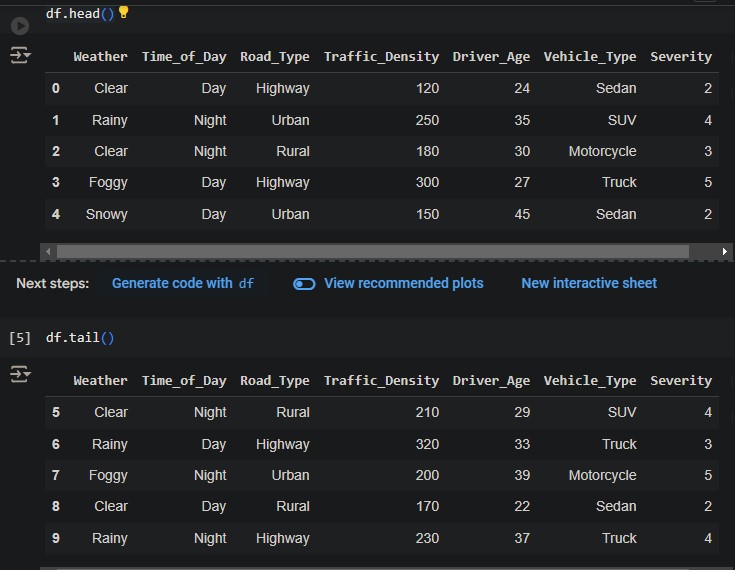 df.head()
Weather Time_of_Day Road_Type Traffic_Density Driver_Age Vehicle_Type Severity
0 Clear Day Highway 120 24 Sedan 2
1 Rainy Night Urban 250 35 SUV 4
2 Clear Night Rural 180 30 Motorcycle 3
3 Foggy Day Highway 300 27 Truck 5
4 Snowy Day Urban 150 45 Sedan 2
Next steps: Generate code with df View recommended plots New interactive sheet
[5] df.tail()
Weather Time_of_Day Road_Type Traffic_Density Driver_Age Vehicle_Type Severity
5 Clear Night Rural 210 29 SUV 4
6 Rainy Day Highway 320 33 Truck 3
7 Foggy Night Urban 200 39 Motorcycle 5
8 Clear Day Rural 170 22 Sedan 2
9 Rainy Night Highway 230 37 Truck 4